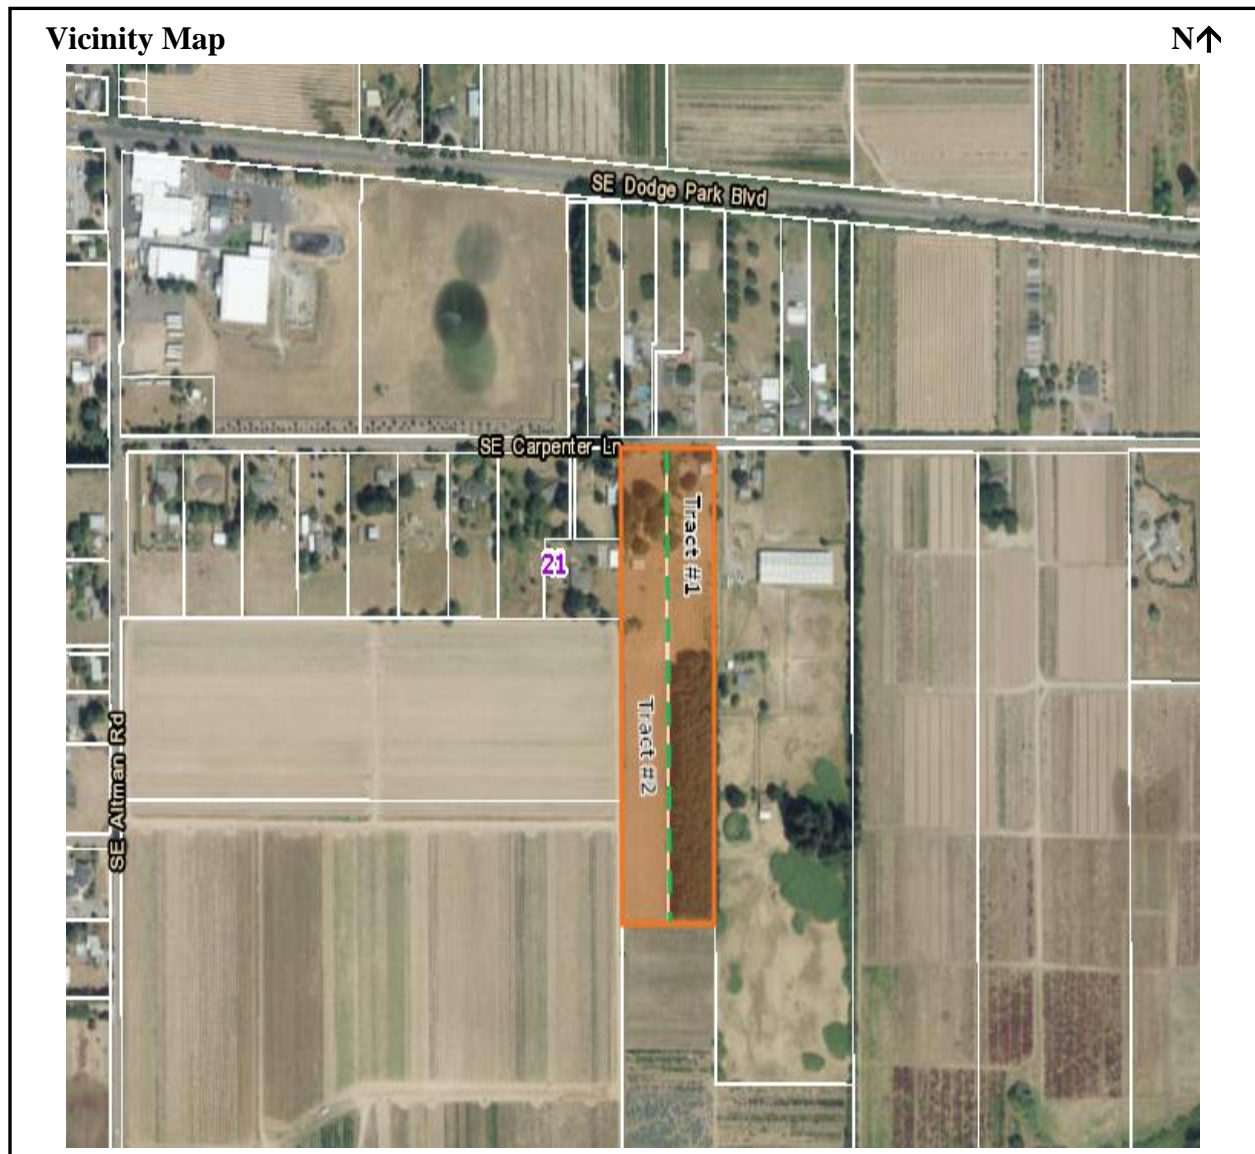 Vicinity Map
N↑
SE Dodge Park Blvd
SE Carpenter Ln
Tract #1
21
Tract #2
SE Altman Rd